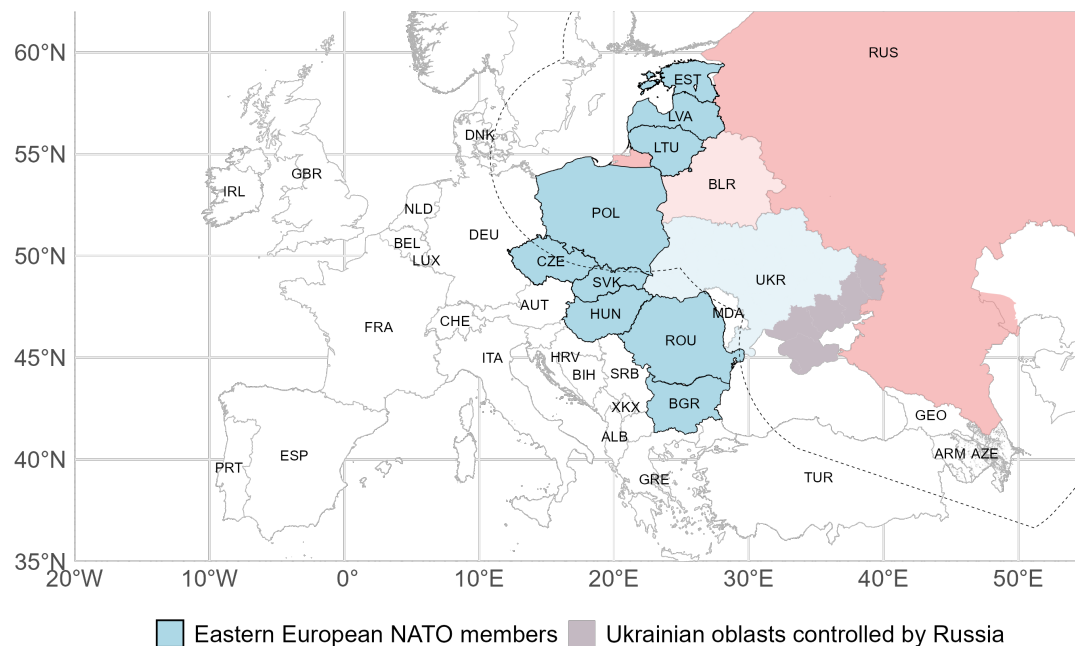 60°N
RUS
EST
LVA
DNK
LTU
55°N
GBR
BLR
IRL
NLD
POL
DEU
BEL
50°N
LUX
CZE
UKR
SVK
AUT
HUN
MDA
CHE
FRA
ROU
45°N
ITA
HRV
BIH
SRB
XKX
BGR
GEO
ALB
40°N
PRT
ESP
ARM
AZE
GRE
TUR
35°N
20°W
10°W
0°
10°E
20°E
30°E
40°E
50°E
Eastern European NATO members
Ukrainian oblasts controlled by Russia